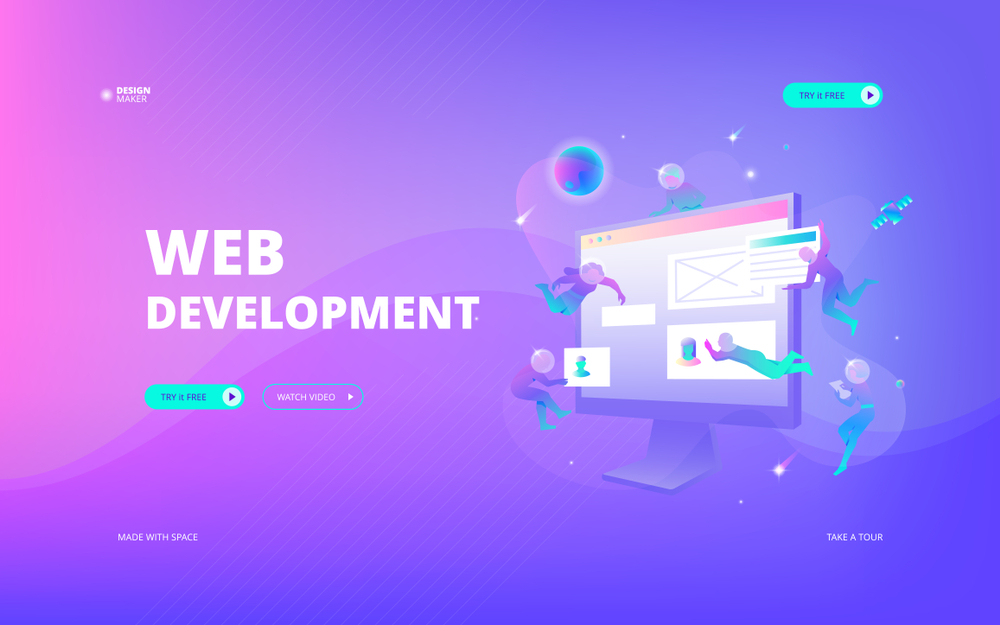 DESIGN
MAKER
TRY it FREE
WEB
DEVELOPMENT
TRY it FREE
WATCH VIDEO
MADE WITH SPACE
TAKE A TOUR